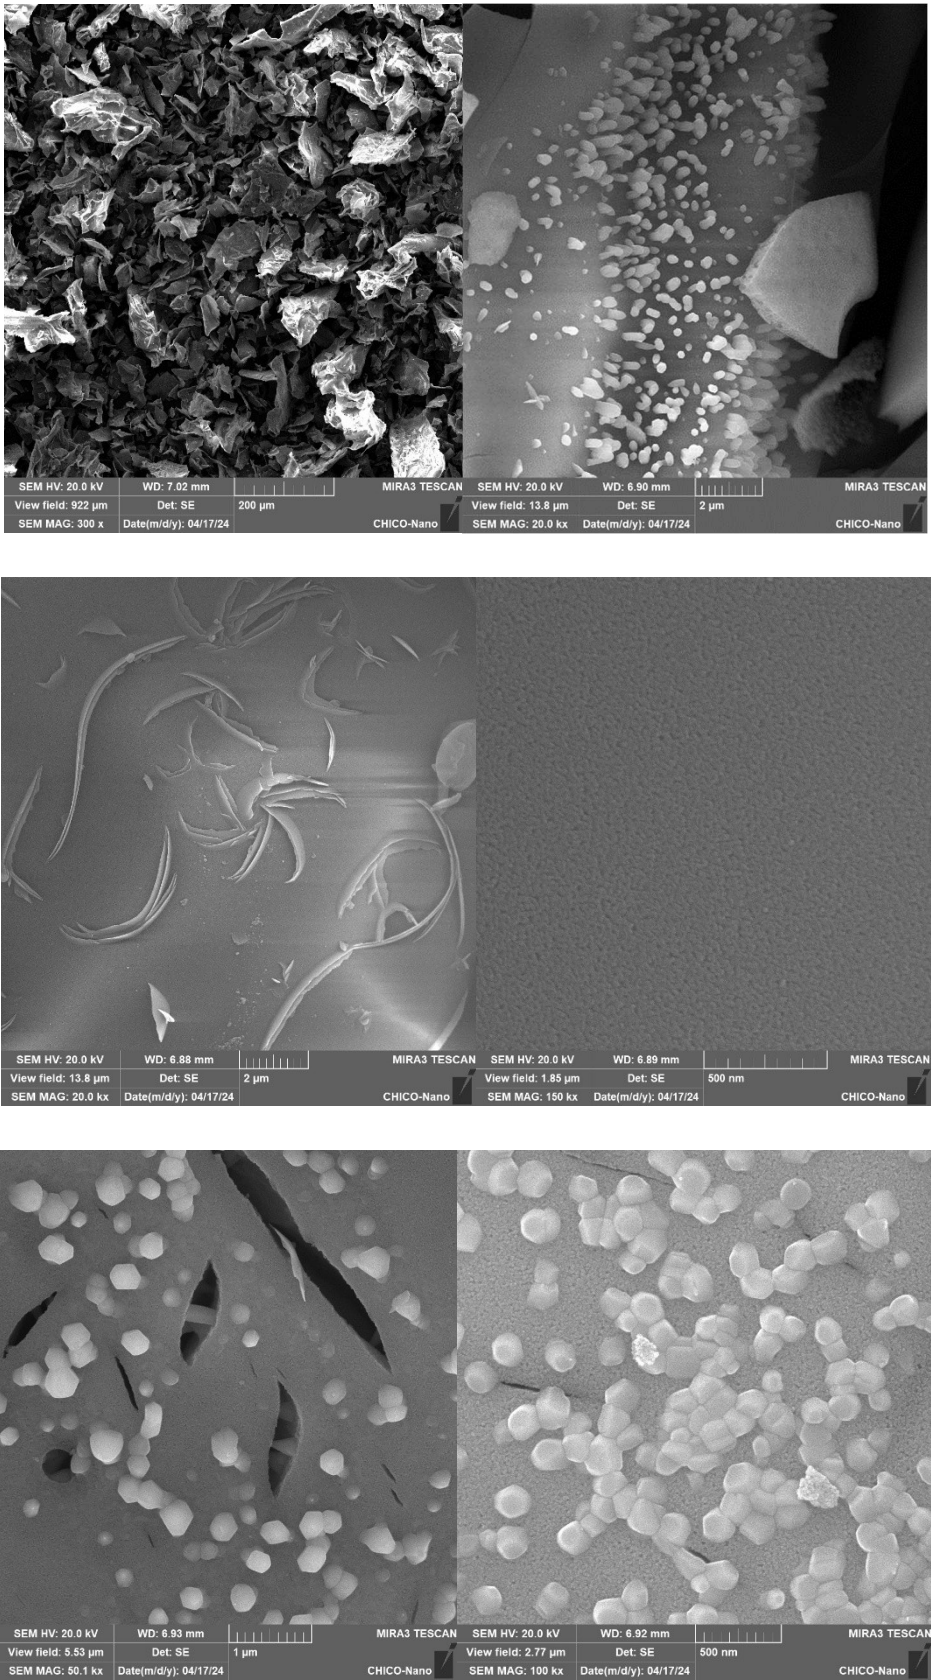 SEM HV: 20.0 kV WD: 7.02 mm MIRA3 TESCAN
View field: 922 µm Det: SE 200 µm
SEM MAG: 300 x Date(m/d/y): 04/17/24 CHICO-Nano
SEM HV: 20.0 kV WD: 6.90 mm MIRA3 TESCAN
View field: 13.8 µm Det: SE 2 µm
SEM MAG: 20.0 kx Date(m/d/y): 04/17/24 CHICO-Nano
SEM HV: 20.0 kV WD: 6.88 mm MIRA3 TESCAN
View field: 13.8 µm Det: SE 2 µm
SEM MAG: 20.0 kx Date(m/d/y): 04/17/24 CHICO-Nano
SEM HV: 20.0 kV WD: 6.89 mm MIRA3 TESCAN
View field: 1.85 µm Det: SE 500 nm
SEM MAG: 150 kx Date(m/d/y): 04/17/24 CHICO-Nano
SEM HV: 20.0 kV WD: 6.93 mm MIRA3 TESCAN
View field: 5.53 µm Det: SE 1 µm
SEM MAG: 50.1 kx Date(m/d/y): 04/17/24 CHICO-Nano
SEM HV: 20.0 kV WD: 6.92 mm MIRA3 TESCAN
View field: 2.77 µm Det: SE 500 nm
SEM MAG: 100 kx Date(m/d/y): 04/17/24 CHICO-Nano